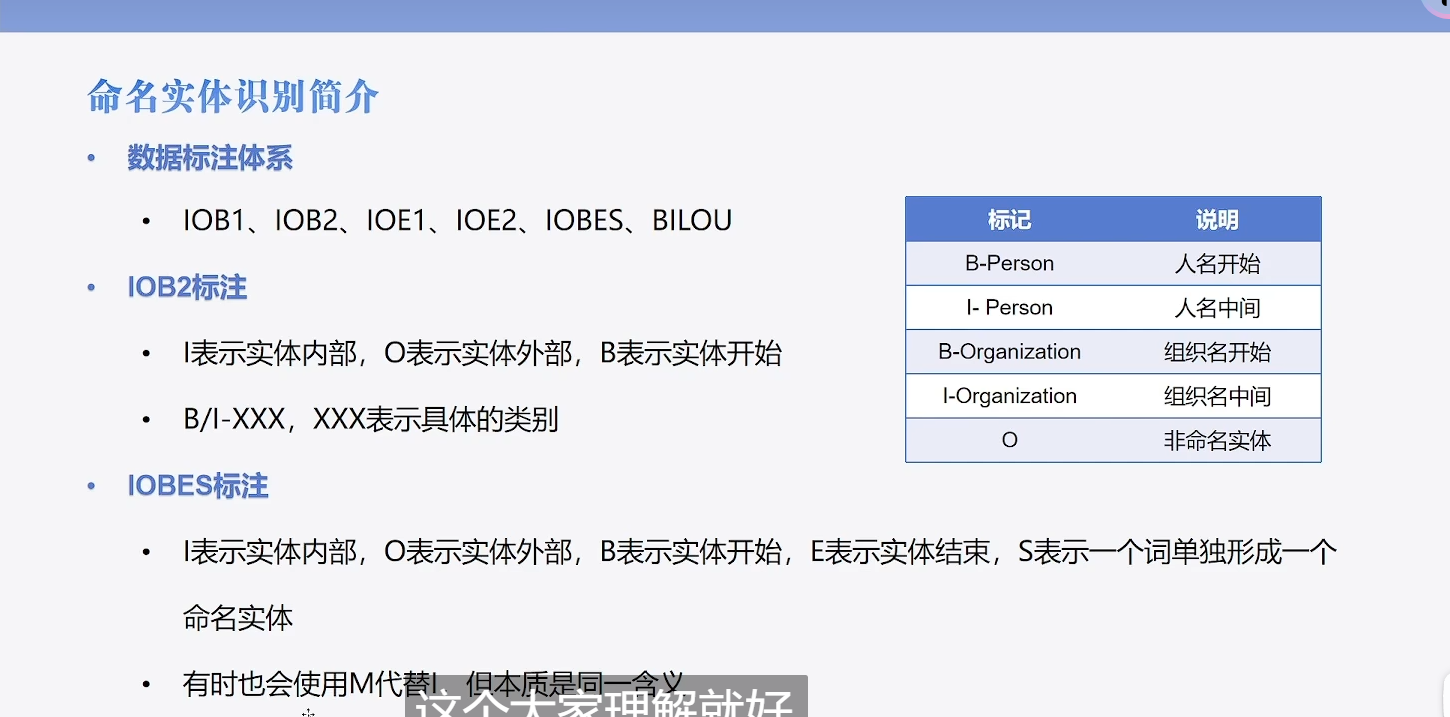 命名实体识别简介
• 数据标注体系
• IOB1、IOB2、IOE1、IOE2、IOBES、BILOU
• IOB2标注
• I表示实体内部，O表示实体外部，B表示实体开始
• B/I-XXX，XXX表示具体的类别
• IOBES标注
• I表示实体内部，O表示实体外部，B表示实体开始，E表示实体结束，S表示一个词单独形成一个
命名实体
• 有时也会使用M代替I，但本质是同一含义
标记 说明
B-Person 人名开始
I- Person 人名中间
B-Organization 组织名开始
I-Organization 组织名中间
O 非命名实体
这个大家理解就好